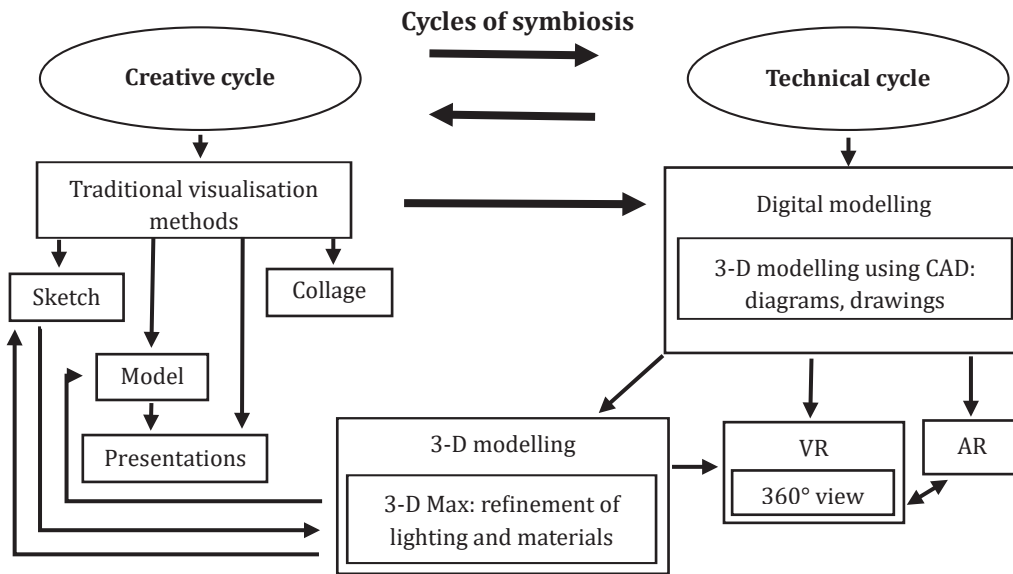 Cycles of symbiosis
Creative cycle
Technical cycle
Traditional visualisation
methods
Digital modelling
3-D modelling using CAD:
diagrams, drawings
Sketch
Collage
Model
Presentations
3-D modelling
3-D Max: refinement of
lighting and materials
VR
360° view
AR